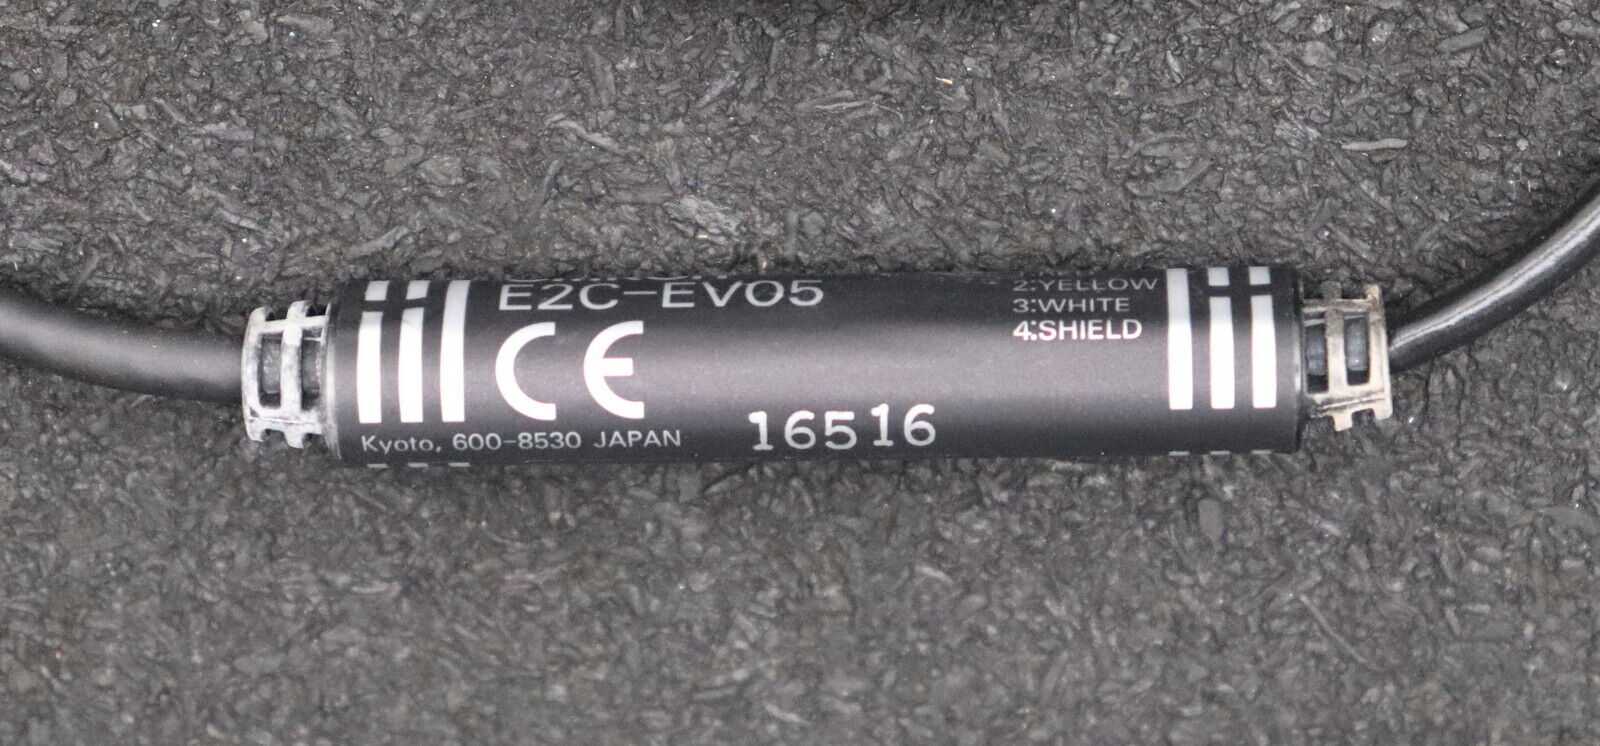 E2C-EV05
2:YELLOW
3:WHITE
4:SHIELD
CE
Kyoto, 600-8530 JAPAN
16516